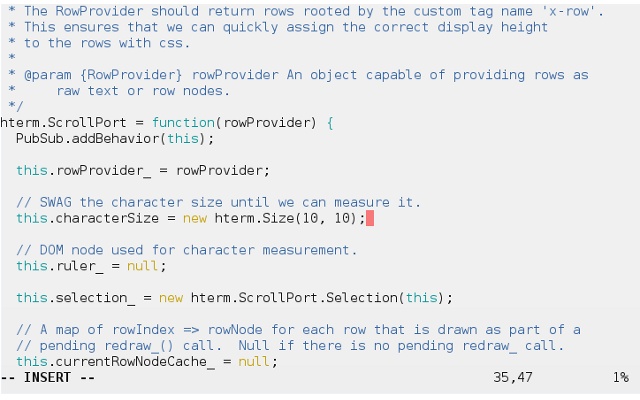 * The RowProvider should return rows rooted by the custom tag name 'x-row'.
 * This ensures that we can quickly assign the correct display height
 * to the rows with css.
 *
 * @param {RowProvider} rowProvider An object capable of providing rows as
 *     raw text or row nodes.
 */
hterm.ScrollPort = function(rowProvider) {
  PubSub.addBehavior(this);

  this.rowProvider_ = rowProvider;

  // SWAG the character size until we can measure it.
  this.characterSize = new hterm.Size(10, 10);

  // DOM node used for character measurement.
  this.ruler_ = null;

  this.selection_ = new hterm.ScrollPort.Selection(this);

  // A map of rowIndex => rowNode for each row that is drawn as part of a
  // pending redraw_() call.  Null if there is no pending redraw_ call.
  this.currentRowNodeCache_ = null;
-- INSERT -- 35,47 1%